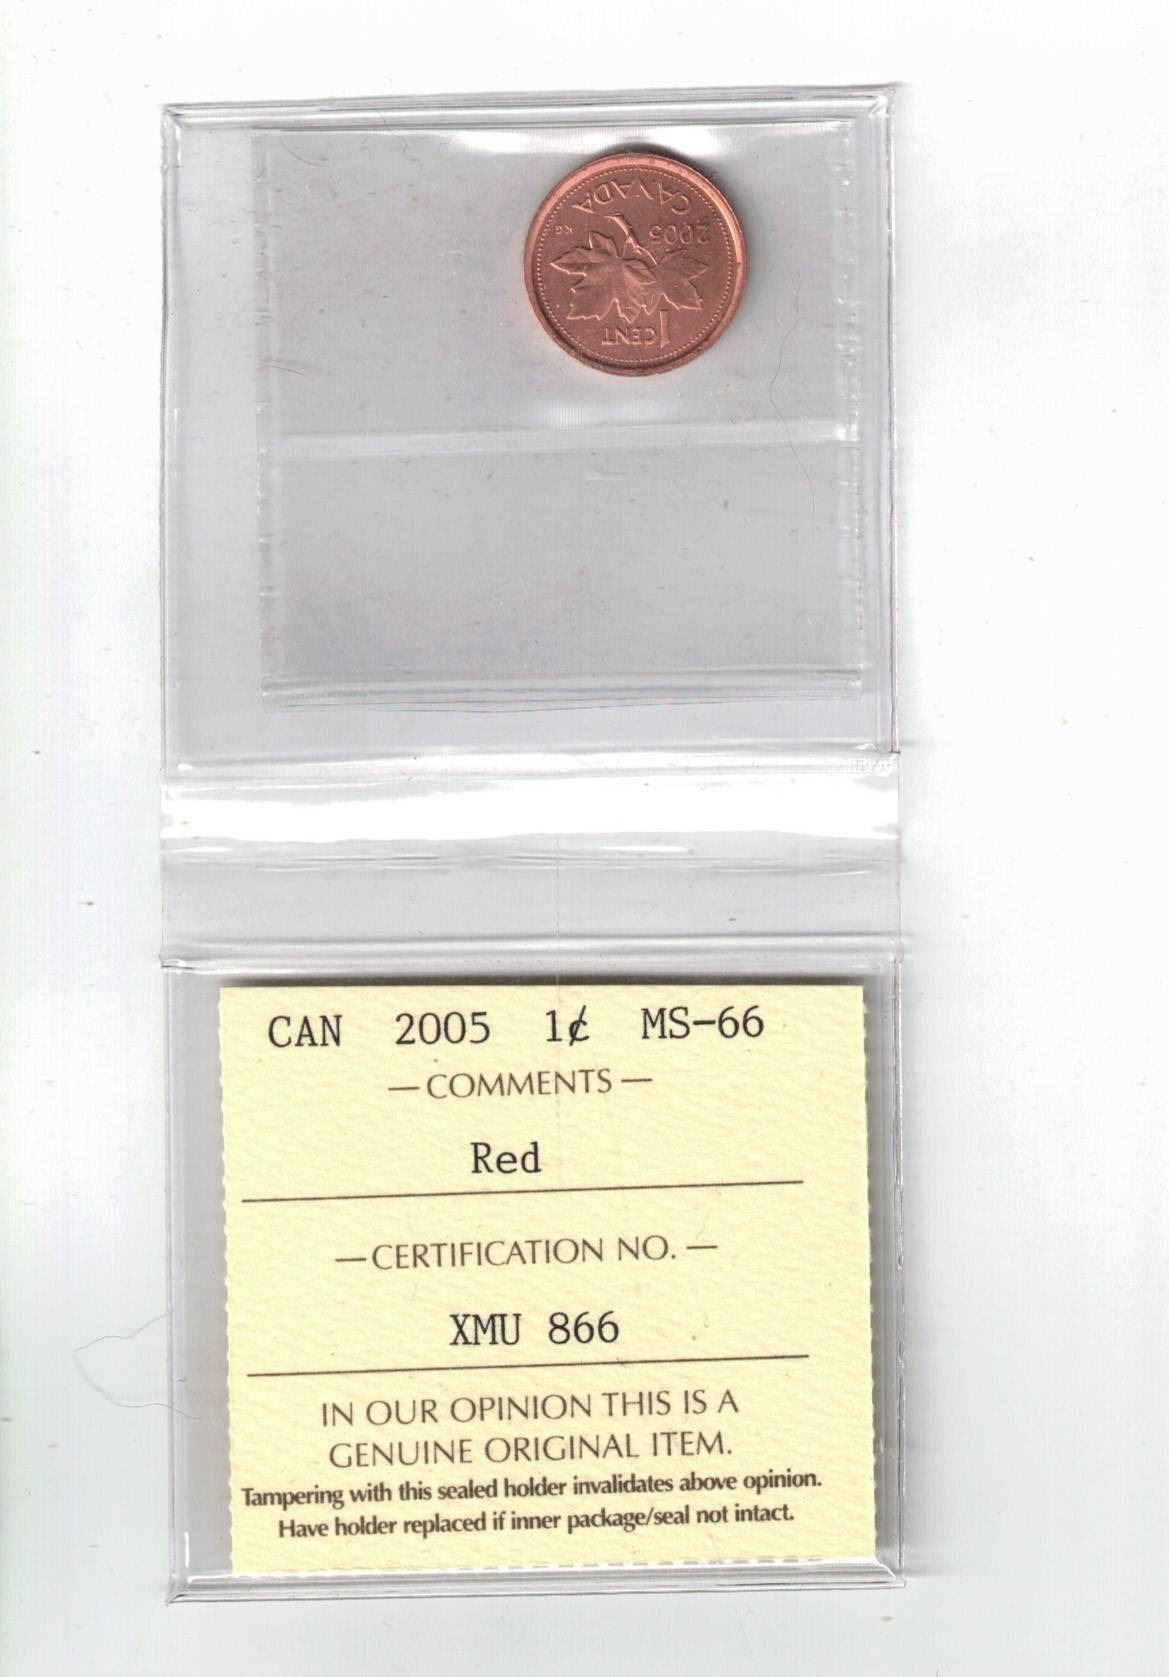 CANADA
2005
KG
1
CENT
CAN 2005 1¢ MS-66
— COMMENTS —
Red
— CERTIFICATION NO. —
XMU 866
IN OUR OPINION THIS IS A
GENUINE ORIGINAL ITEM.
Tampering with this sealed holder invalidates above opinion.
Have holder replaced if inner package/seal not intact.